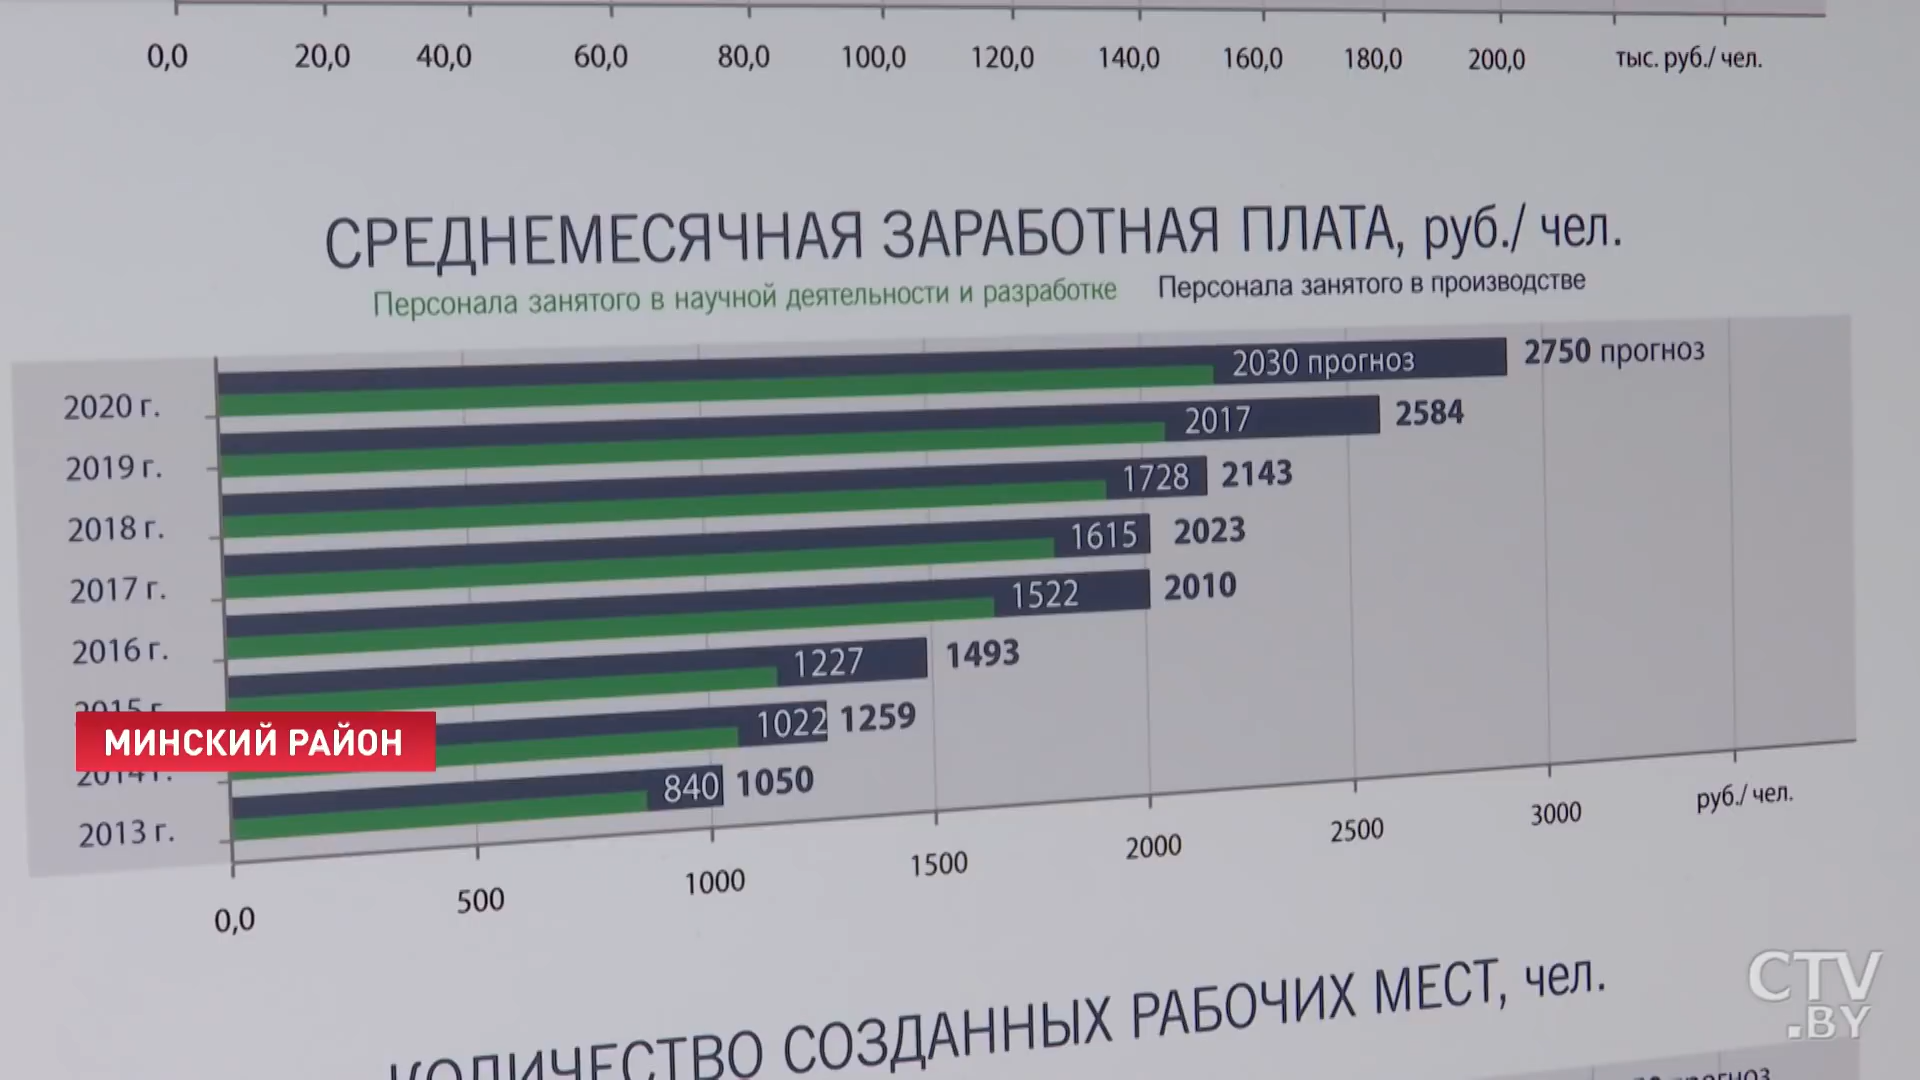 0,0 20,0 40,0 60,0 80,0 100,0 120,0 140,0 160,0 180,0 200,0 тыс. руб./ чел.
СРЕДНЕМЕСЯЧНАЯ ЗАРАБОТНАЯ ПЛАТА, руб./ чел.
Персонала занятого в научной деятельности и разработке Персонала занятого в производстве
2020 г. 2030 прогноз 2750 прогноз
2019 г. 2017 2584
2018 г. 1728 2143
2017 г. 1615 2023
2016 г. 1522 2010
2015 г. 1227 1493
МИНСКИЙ РАЙОН
2014 г. 1022 1259
2013 г. 840 1050
0,0 500 1000 1500 2000 2500 3000 руб./ чел.
КОЛИЧЕСТВО СОЗДАННЫХ РАБОЧИХ МЕСТ, чел.
прогноз
CTV
.BY